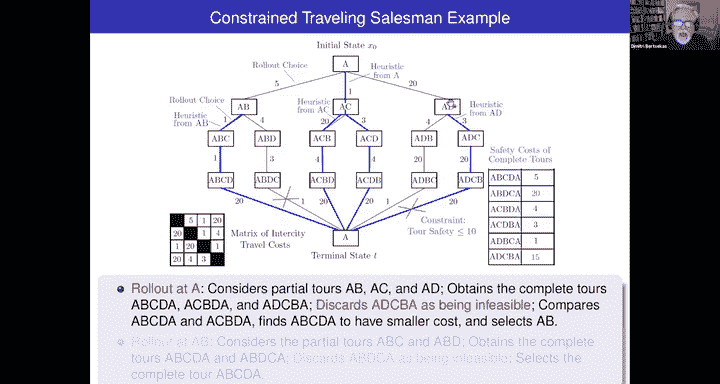 Constrained Traveling Salesman Example
Dimitri Bertsekas
Initial State x0
Rollout Choice
Heuristic
from A
A
5
1
20
Rollout Choice
Heuristic
from AB
AB
Heuristic
from AC
AC
Heuristic
from AD
1
4
20
3
4
3
ABC
ABD
ACB
ACD
ADB
ADC
Safety Costs of
Complete Tours
1
3
4
4
20
20
ABCD
ABDC
ACBD
ACDB
ADBC
ADCB
ABCDA 5
ABDCA 20
ACBDA 4
ACDBA 3
ADBCA 1
ADCBA 15
20
1
20
20
1
20
5 1 20
20 1 4
1 20 1
20 4 3
Matrix of Intercity
Travel Costs
A
Terminal State t
Constraint:
Tour Safety ≤ 10
Rollout at A: Considers partial tours AB, AC, and AD; Obtains the complete tours
ABCDA, ACBDA, and ADCBA; Discards ADCBA as being infeasible; Compares
ABCDA and ACBDA, finds ABCDA to have smaller cost, and selects AB.
Rollout at AB: Considers the partial tours ABC and ABD; Obtains the complete
tours ABCDA and ABDCA; Discards ABDCA as being infeasible; Selects the
complete tour ABCDA.